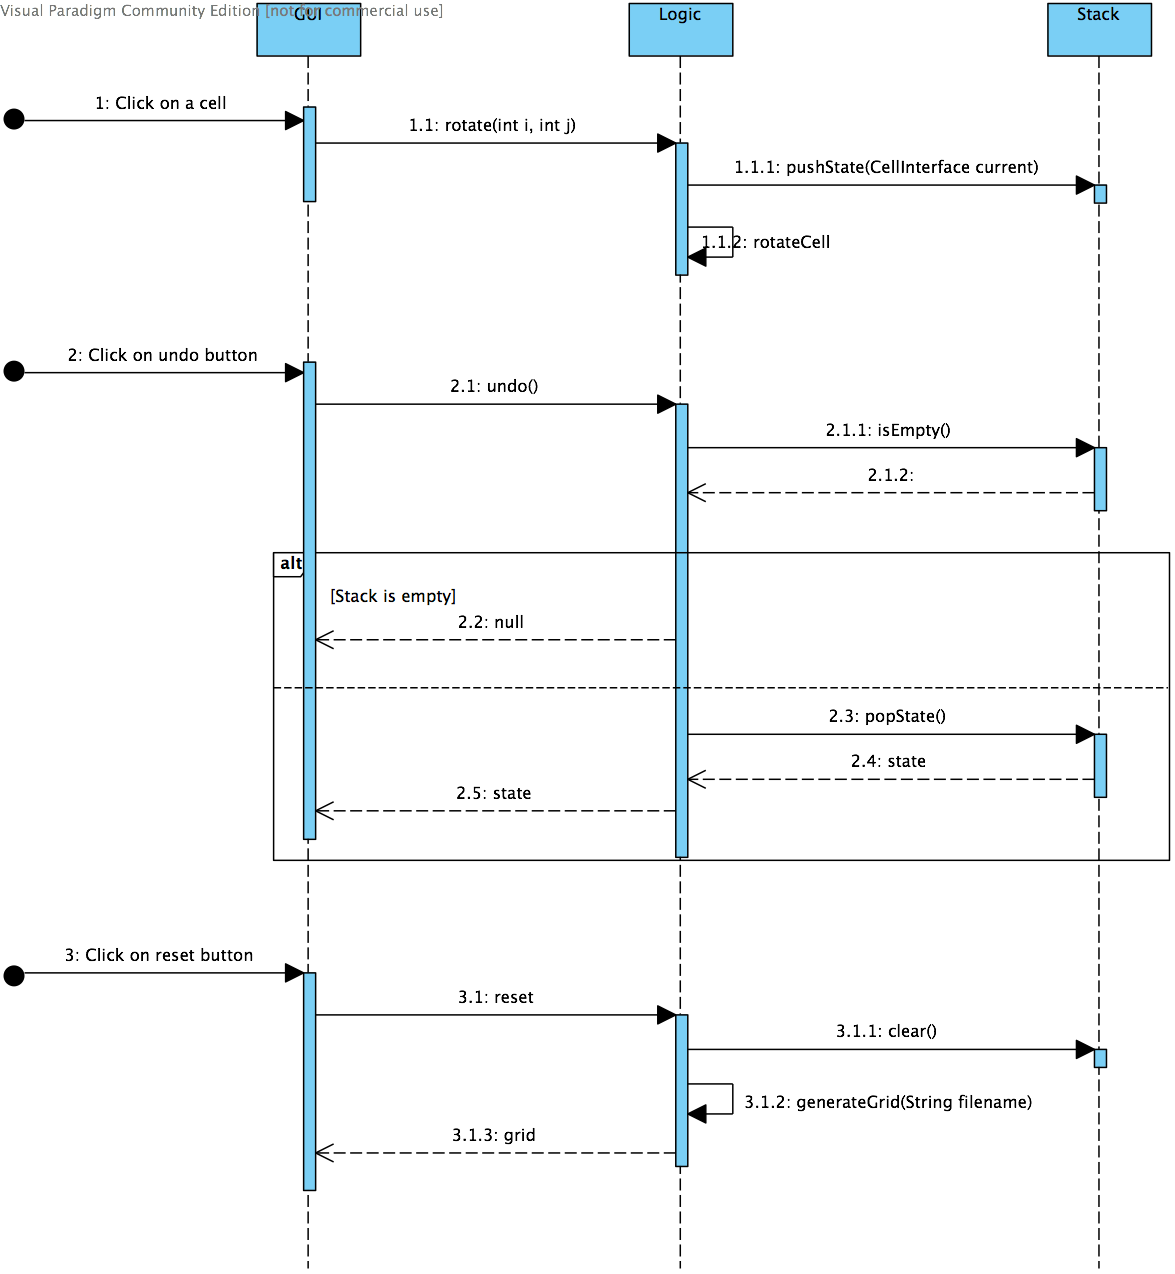 Visual Paradigm Community Edition [not for commercial use]
GUI
Logic
Stack
1: Click on a cell
1.1: rotate(int i, int j)
1.1.1: pushState(CellInterface current)
1.1.2: rotateCell
2: Click on undo button
2.1: undo()
2.1.1: isEmpty()
2.1.2:
alt
[Stack is empty]
2.2: null
2.3: popState()
2.4: state
2.5: state
3: Click on reset button
3.1: reset
3.1.1: clear()
3.1.2: generateGrid(String filename)
3.1.3: grid